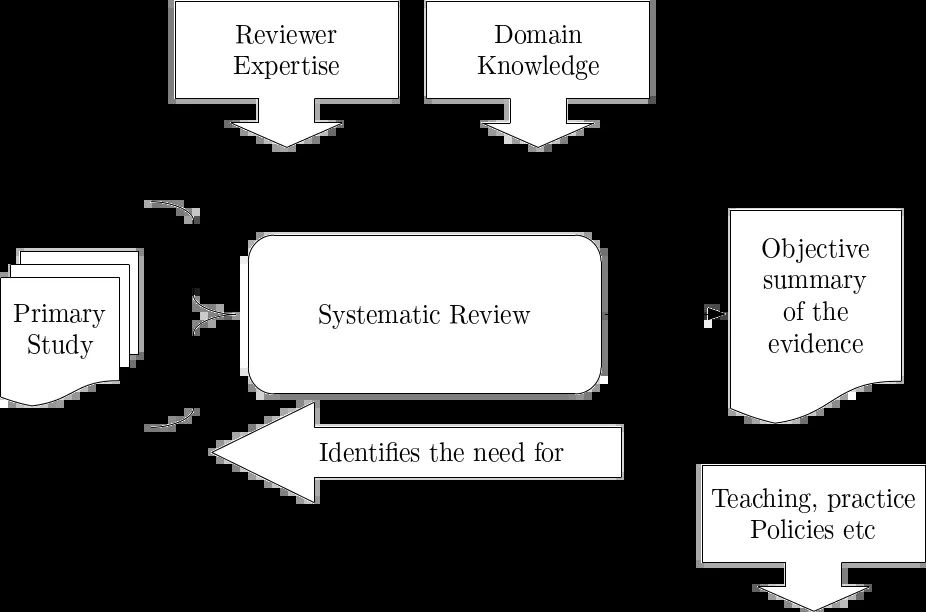 Reviewer
Expertise
Domain
Knowledge
Primary
Study
Systematic Review
Objective
summary
of the
evidence
Identifies the need for
Teaching, practice
Policies etc